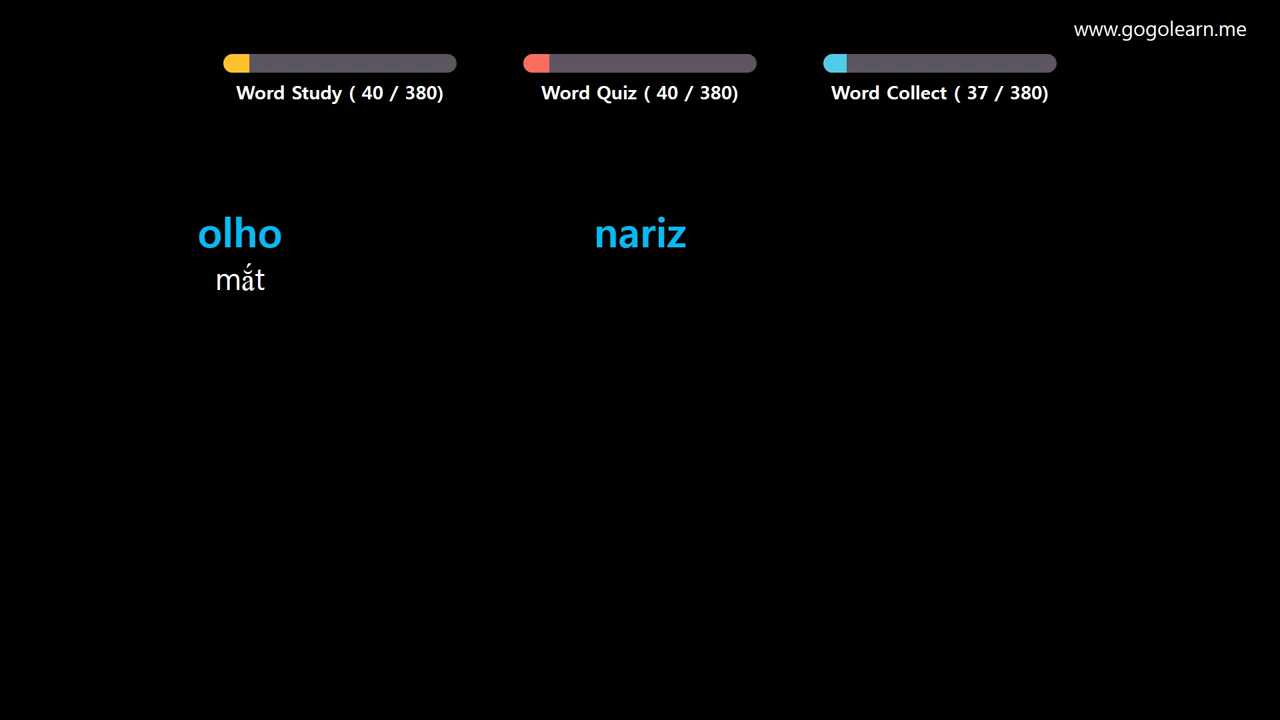 www.gogolearn.me
Word Study ( 40 / 380)
Word Quiz ( 40 / 380)
Word Collect ( 37 / 380)
olho
mắt
nariz